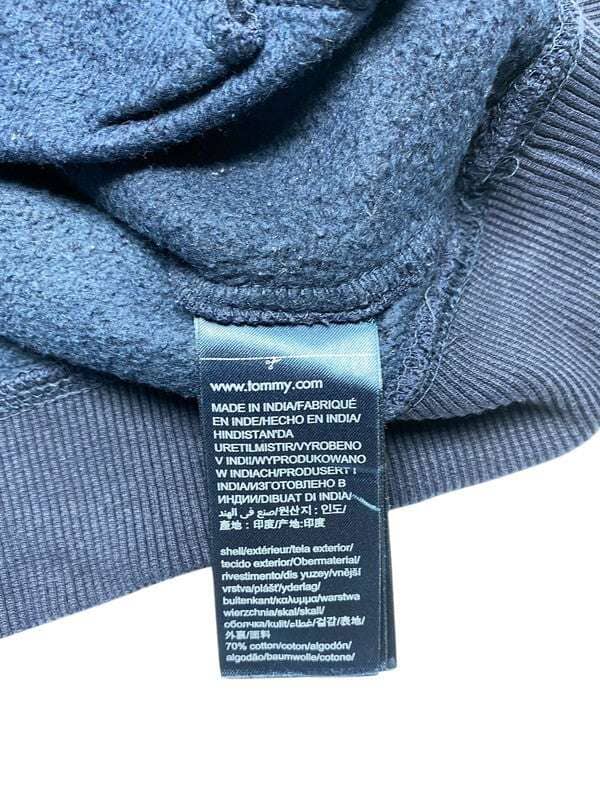 www.tommy.com
MADE IN INDIA/FABRIQUÉ
EN INDE/HECHO EN INDIA/
HINDISTAN'DA
URETILMISTIR/VYROBENO
V INDII/WYPRODUKOWANO
W INDIACH/PRODUSERT I
INDIA/ИЗГОТОВЛЕНО В
ИНДИИ/DIBUAT DI INDIA/
صنع في الهند/원산지 : 인도/
產地 : 印度/产地:印度
shell/extérieur/tela exterior/
tecido exterior/Obermaterial/
rivestimento/dis yuzey/vnější
vrstva/plášť/yderlag/
buitenkant/καλυμμα/warstwa
wierzchnia/skal/skall/
оболочка/kulit/غطاء/겉감/表地/
外裏/面料
70% cotton/coton/algodón/
algodão/baumwolle/cotone/